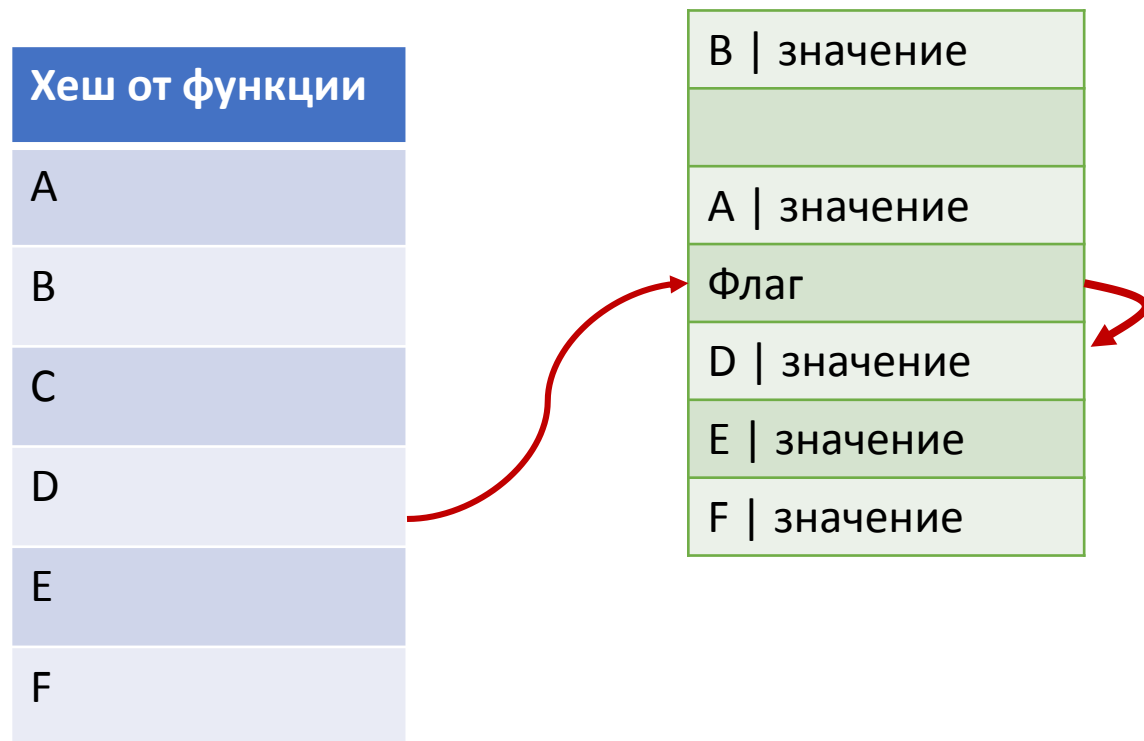 Хеш от функции
A
B
C
D
E
F
B | значение
A | значение
Флаг
D | значение
E | значение
F | значение